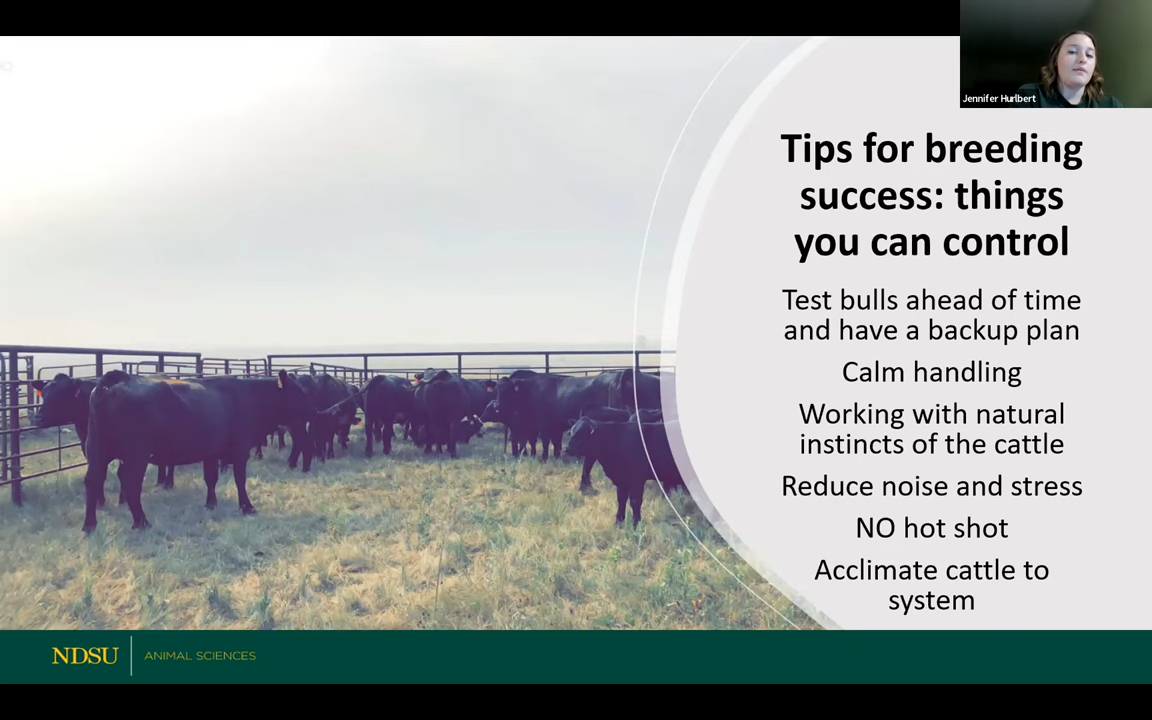 Jennifer Hurlbert
Tips for breeding
success: things
you can control
Test bulls ahead of time
and have a backup plan
Calm handling
Working with natural
instincts of the cattle
Reduce noise and stress
NO hot shot
Acclimate cattle to
system
NDSU ANIMAL SCIENCES